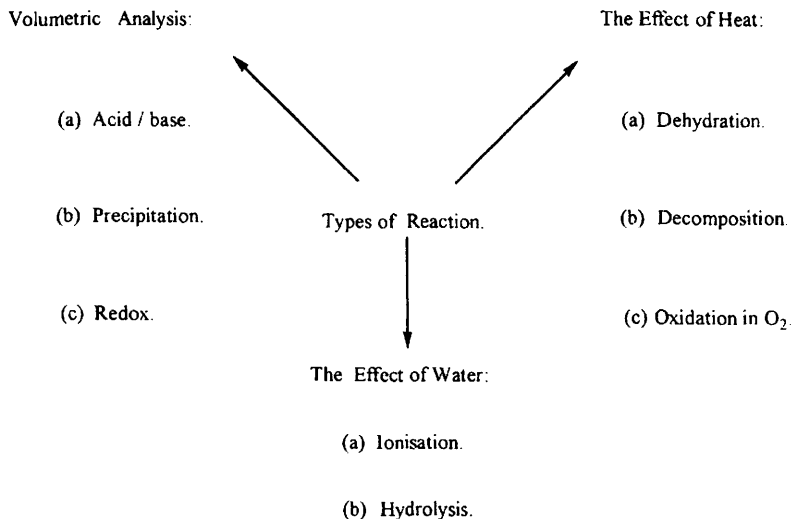 Volumetric Analysis:
(a) Acid / base.
(b) Precipitation.
(c) Redox.
Types of Reaction.
The Effect of Heat:
(a) Dehydration.
(b) Decomposition.
(c) Oxidation in O₂.
The Effect of Water:
(a) Ionisation.
(b) Hydrolysis.